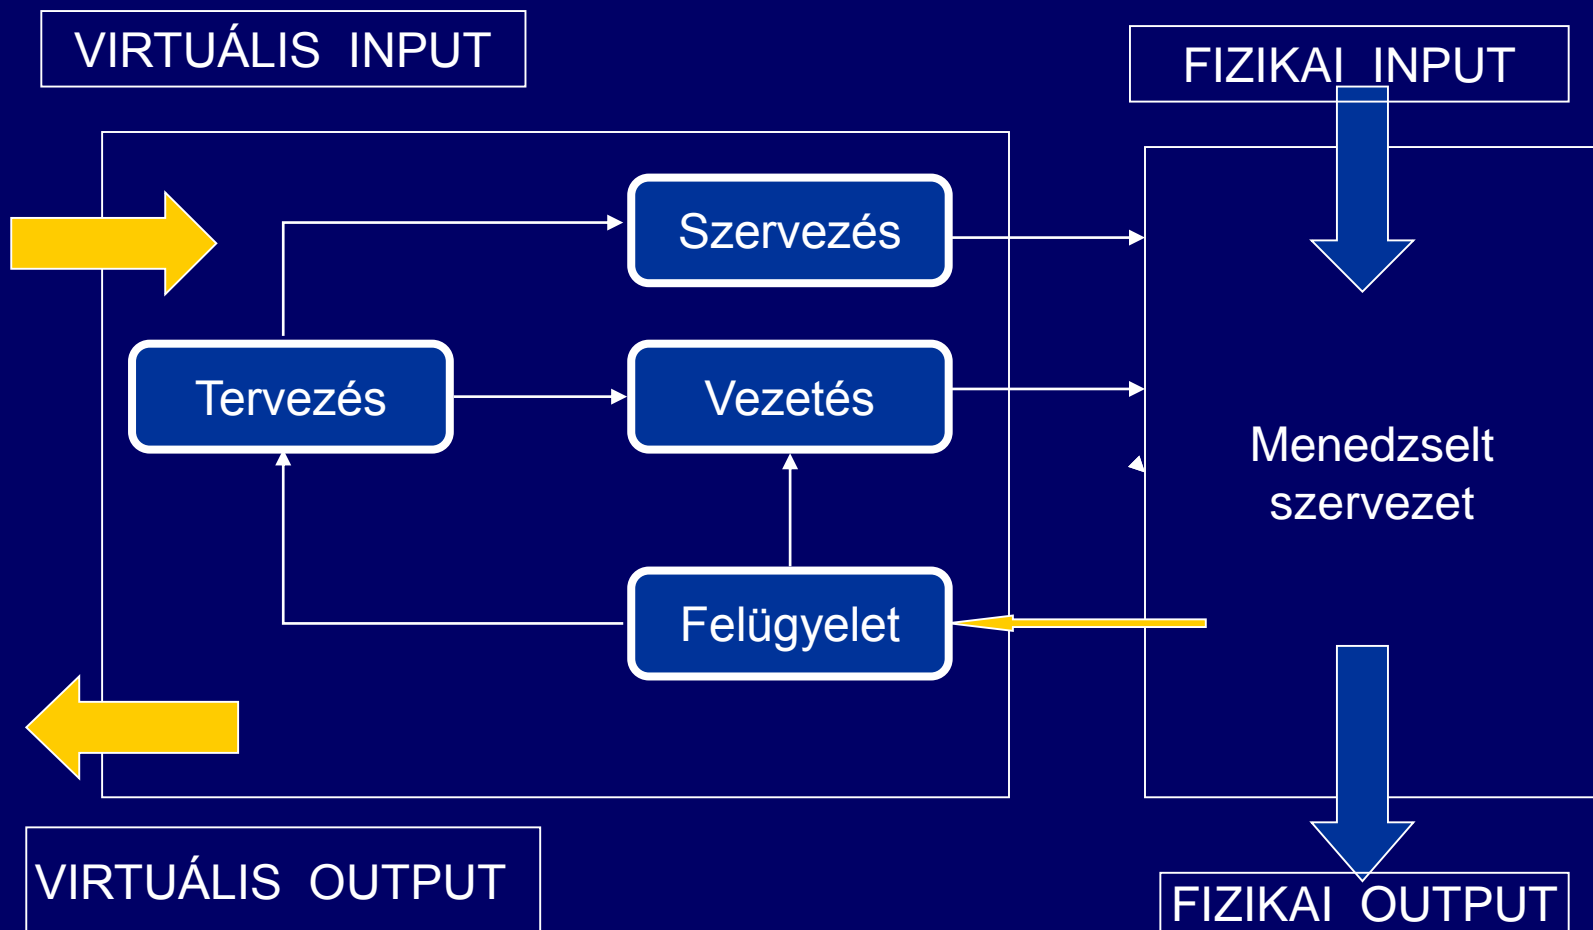 VIRTUÁLIS INPUT
FIZIKAI INPUT
Szervezés
Tervezés
Vezetés
Menedzselt
szervezet
Felügyelet
VIRTUÁLIS OUTPUT
FIZIKAI OUTPUT